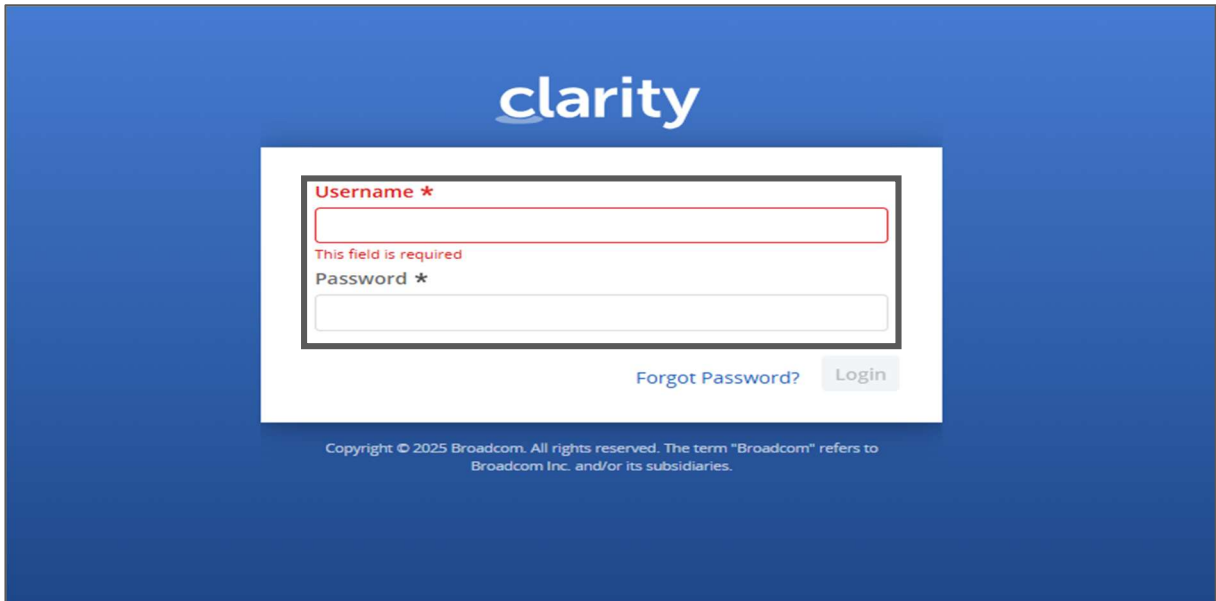 clarity
Username *
This field is required
Password *
Forgot Password?
Login
Copyright © 2025 Broadcom. All rights reserved. The term "Broadcom" refers to
Broadcom Inc. and/or its subsidiaries.